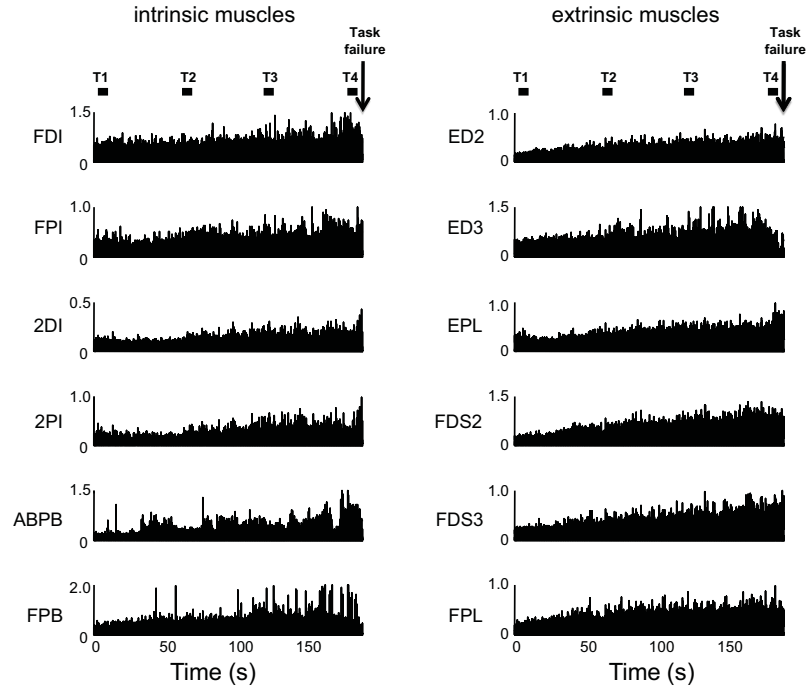 intrinsic muscles
Task
failure
T1 T2 T3 T4
1.5
FDI
0
1.0
FPI
0
0.5
2DI
0
1.0
2PI
0
1.5
ABPB
0
2.0
FPB
0
0 50 100 150
Time (s)
extrinsic muscles
Task
failure
T1 T2 T3 T4
1.0
ED2
0
1.5
ED3
0
1.0
EPL
0
1.5
FDS2
0
1.0
FDS3
0
1.0
FPL
0
0 50 100 150
Time (s)